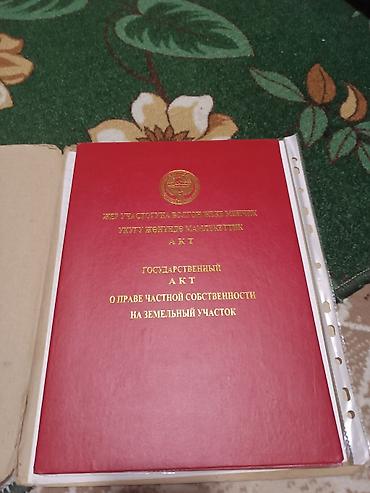 ЖЕР УЧАСТОГУНА БОЛГОН ЖЕКЕ МЕНЧИК
УКУГУ ЖӨНҮНДӨ МАМЛЕКЕТТИК
АКТ
ГОСУДАРСТВЕННЫЙ
АКТ
О ПРАВЕ ЧАСТНОЙ СОБСТВЕННОСТИ
НА ЗЕМЕЛЬНЫЙ УЧАСТОК